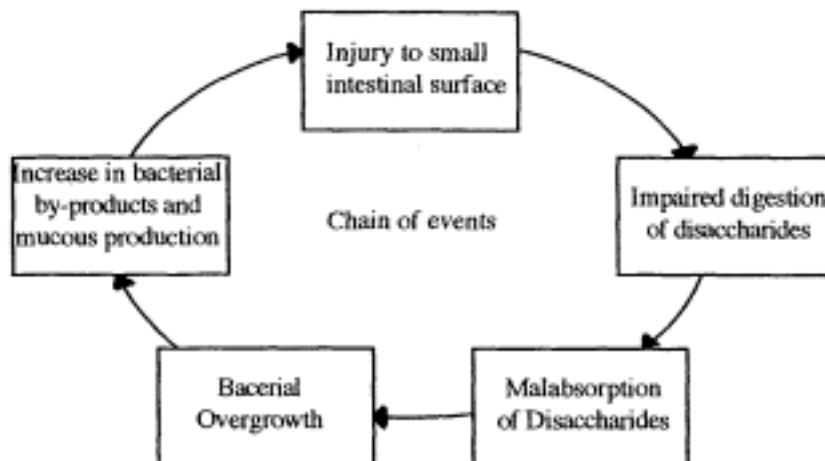 Injury to small
intestinal surface
Increase in bacterial
by-products and
mucous production
Chain of events
Impaired digestion
of disaccharides
Bacerial
Overgrowth
Malabsorption
of Disaccharides